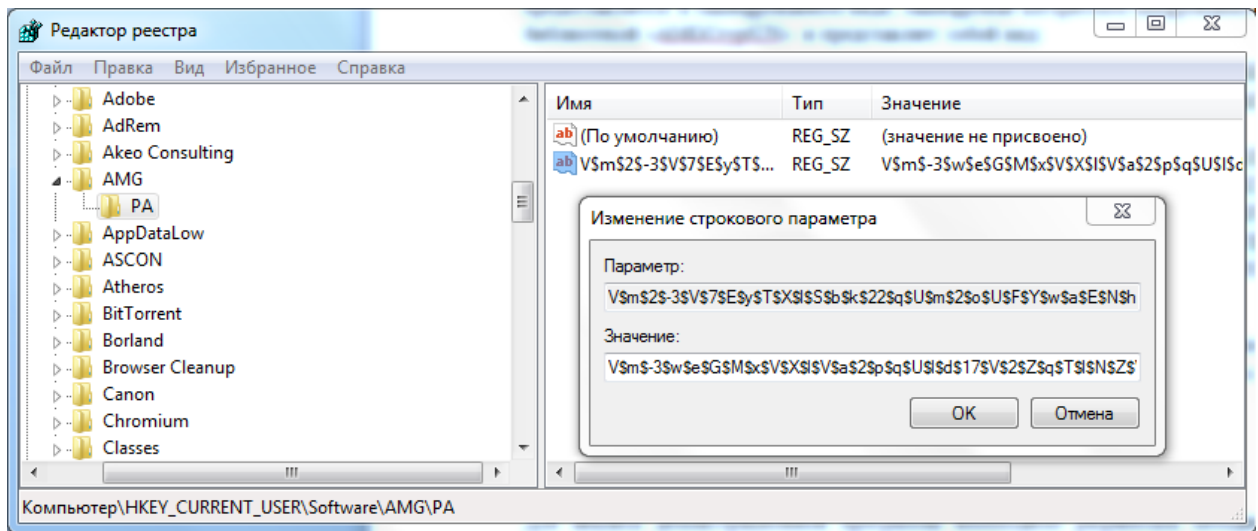 Редактор реестра
Файл Правка Вид Избранное Справка
Adobe
AdRem
Akeo Consulting
AMG
PA
AppDataLow
ASCON
Atheros
BitTorrent
Borland
Browser Cleanup
Canon
Chromium
Classes
Имя Тип Значение
(По умолчанию) REG_SZ (значение не присвоено)
V$m$2$-3$V$7$E$y$T$... REG_SZ V$m$-3$w$e$G$M$x$V$X$I$V$a$2$p$q$U$I$c
Изменение строкового параметра
Параметр:
V$m$2$-3$V$7$E$y$T$X$I$S$b$k$22$q$U$m$2$o$U$F$Y$w$a$E$N$h
Значение:
V$m$-3$w$e$G$M$x$V$X$I$V$a$2$p$q$U$I$d$17$V$2$Z$q$T$I$N$Z$'
OK Отмена
Компьютер\HKEY_CURRENT_USER\Software\AMG\PA